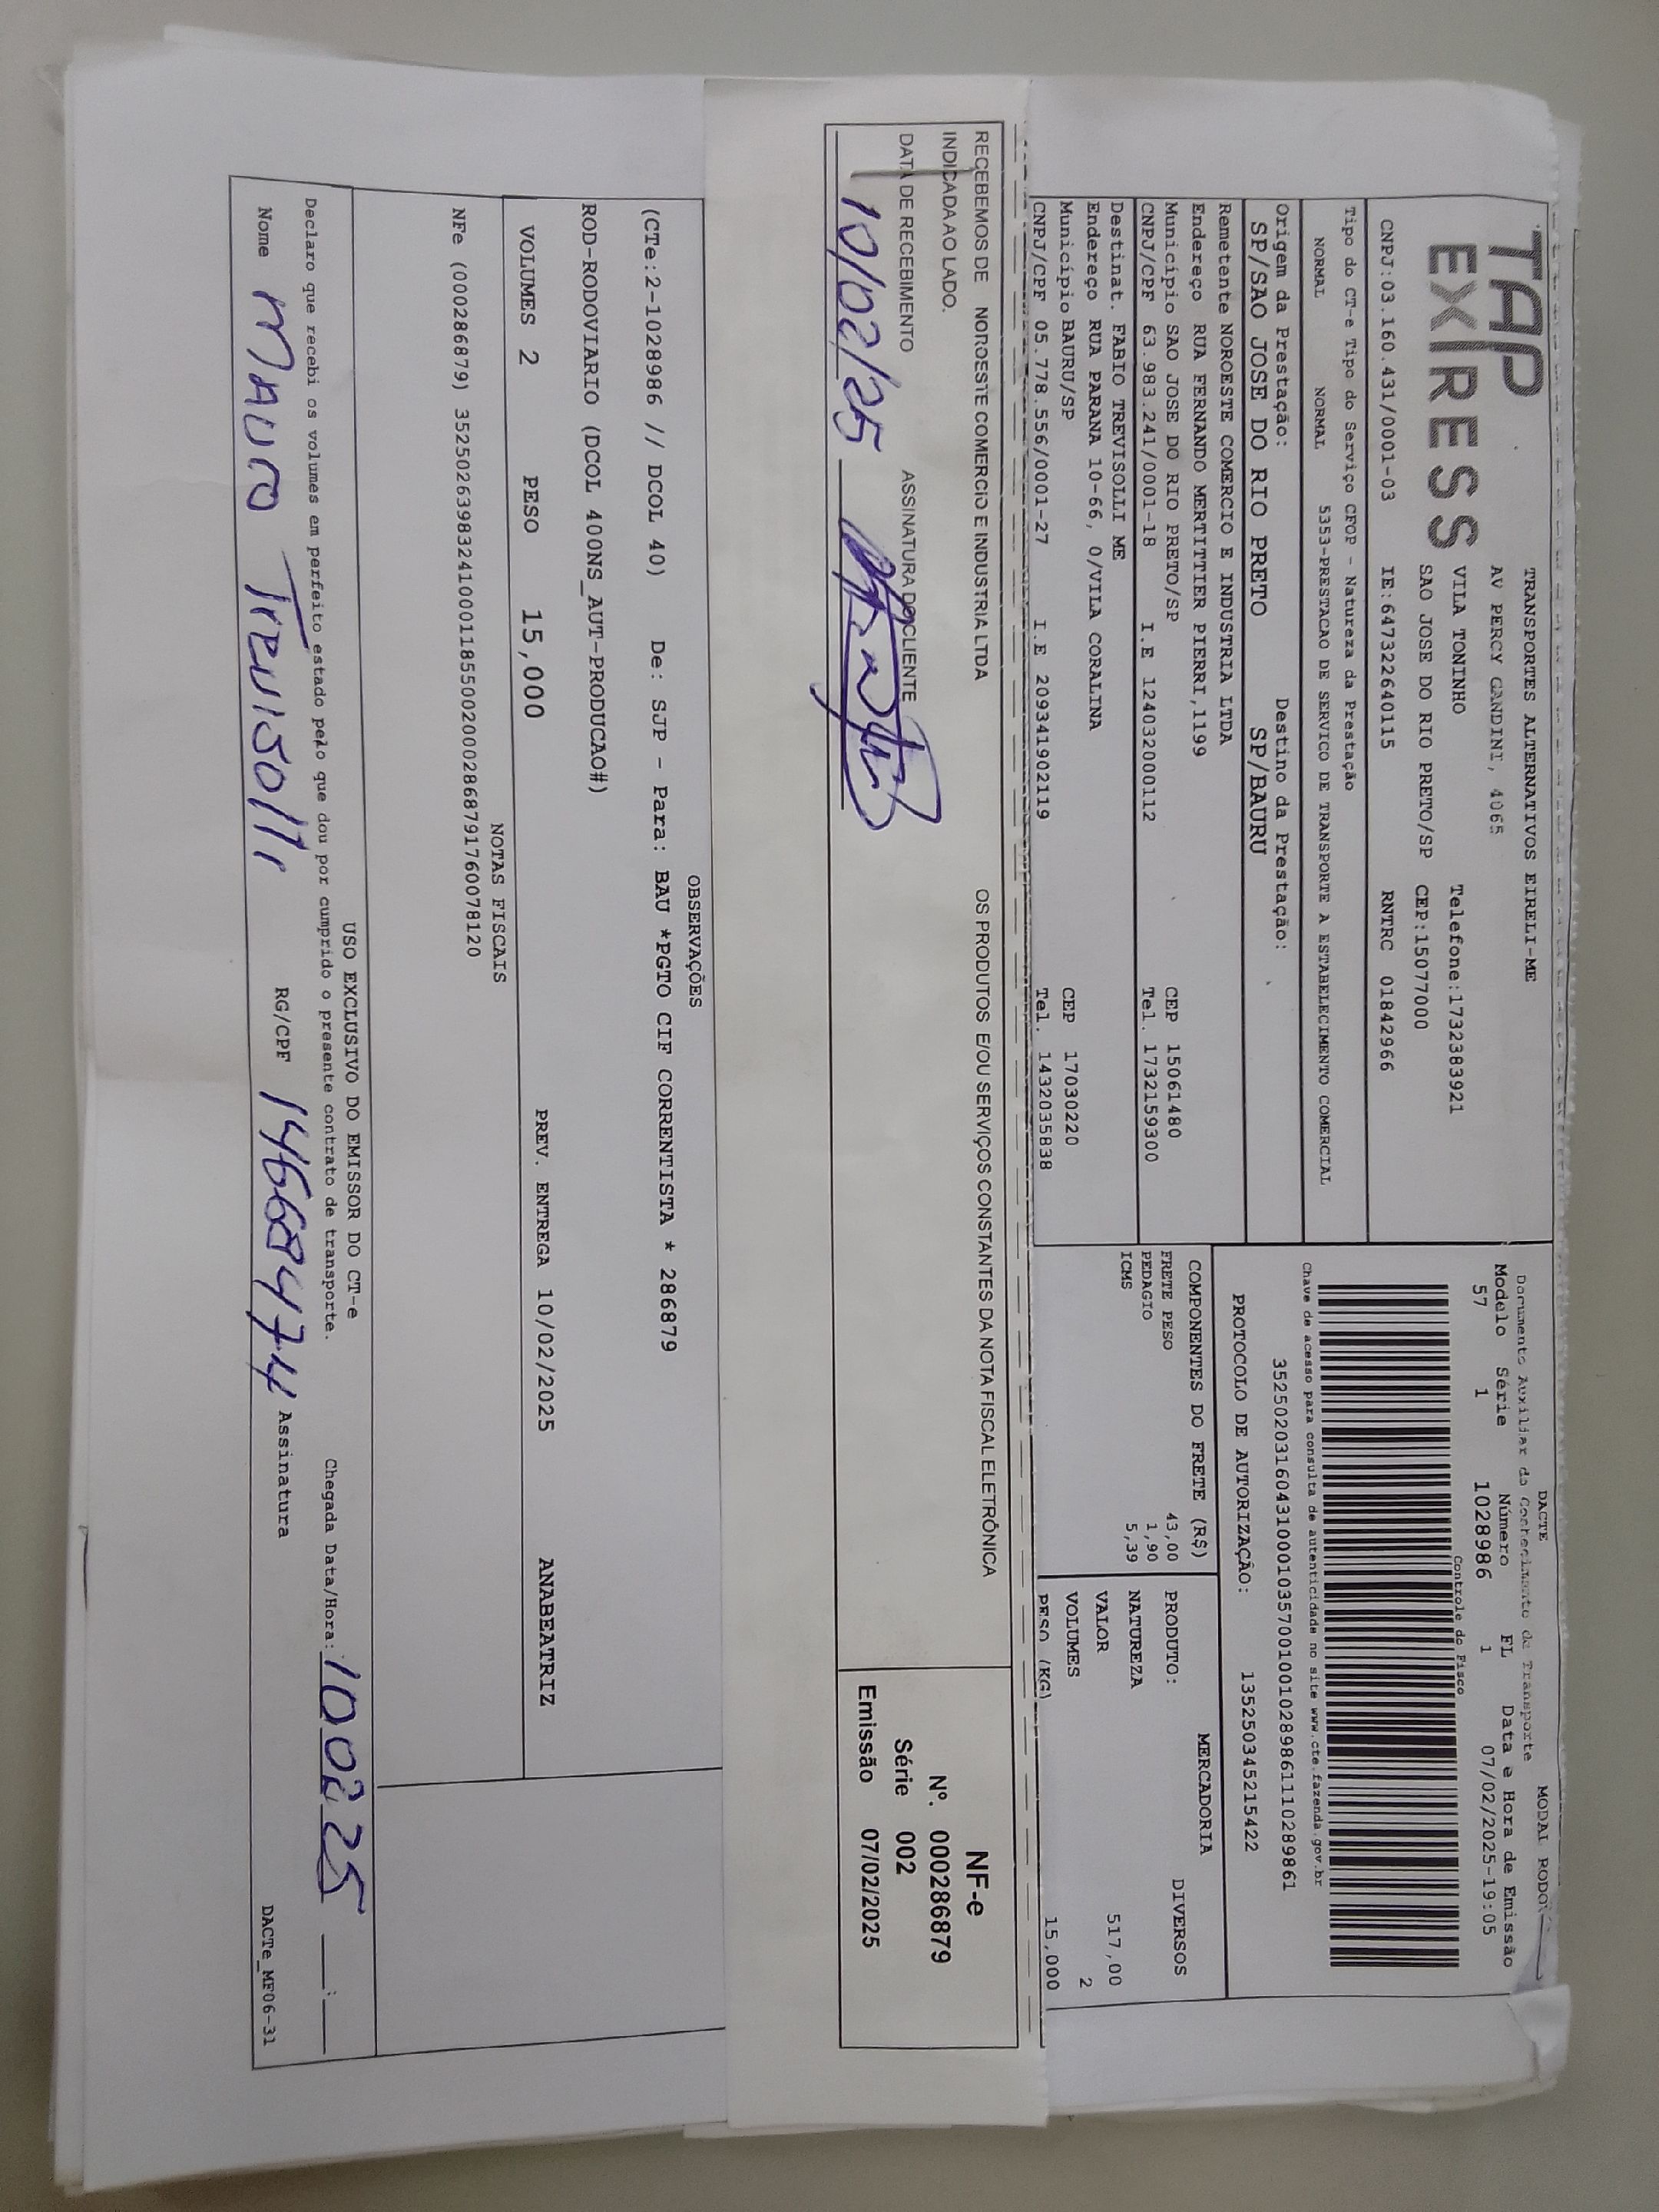 TAP EXPRESS
TRANSPORTES ALTERNATIVOS EIRELI-ME
AV PERCY GANDINI, 4065
VILA TONINHO Telefone:1732383921
SAO JOSE DO RIO PRETO/SP CEP:15077000
CNPJ:03.160.431/0001-03 IE:647322640115 RNTRC 01842966
Tipo do CT-e Tipo do Serviço CFOP - Natureza da Prestação
NORMAL NORMAL 5353-PRESTACAO DE SERVICO DE TRANSPORTE A ESTABELECIMENTO COMERCIAL
Origem da Prestação: Destino da Prestação:
SP/SAO JOSE DO RIO PRETO SP/BAURU
Remetente NOROESTE COMERCIO E INDUSTRIA LTDA
Endereço RUA FERNANDO MERTITTIER PIERRI,1199
Município SAO JOSE DO RIO PRETO/SP CEP 15061480
CNPJ/CPF 63.983.241/0001-18 I.E 124032000112 Tel. 1732159300
Destinat. FABIO TREVISOLLI ME
Endereço RUA PARANA 10-66, 0/VILA CORALINA
Município BAURU/SP CEP 17030220
CNPJ/CPF 05.778.556/0001-27 I.E 209341902119 Tel. 1432035838
DACTE MODAL
Documento Auxiliar do Conhecimento de Transporte
Modelo Série Número FL Data e Hora de Emissão
57 1 1028986 1 07/02/2025-19:05
Controle do Fisco
Chave de acesso para consulta de autenticidade no site www.cte.fazenda.gov.br
35250203160431000103570010010289861110289861
PROTOCOLO DE AUTORIZAÇÃO: 135250345215422
COMPONENTES DO FRETE (R$)
FRETE PESO 43,00
PEDAGIO 1,90
ICMS 5,39
MERCADORIA
PRODUTO: DIVERSOS
NATUREZA
VALOR 517,00
VOLUMES 2
PESO (KG) 15,000
RECEBEMOS DE NOROESTE COMERCIO E INDUSTRIA LTDA OS PRODUTOS E/OU SERVIÇOS CONSTANTES DA NOTA FISCAL ELETRÔNICA
INDICADA AO LADO.
DATA DE RECEBIMENTO ASSINATURA DO CLIENTE
10/02/25
NF-e
Nº. 000286879
Série 002
Emissão 07/02/2025
OBSERVAÇÕES
(CTe:2-1028986 // DCOL 40) De: SJP - Para: BAU *PGTO CIF CORRENTISTA * 286879
ROD-RODOVIARIO (DCOL 400NS_AUT-PRODUCAO#)
VOLUMES 2 PESO 15,000 PREV. ENTREGA 10/02/2025 ANABEATRIZ
NOTAS FISCAIS
NFe (000286879) 35250263983241000118550020002868791760078120
USO EXCLUSIVO DO EMISSOR DO CT-e
Declaro que recebi os volumes em perfeito estado pelo que dou por cumprido o presente contrato de transporte. Chegada Data/Hora: 10 02 25 __:__
Nome Mauro Trevisolli RG/CPF 146684744 Assinatura
DACTe_MF06-31